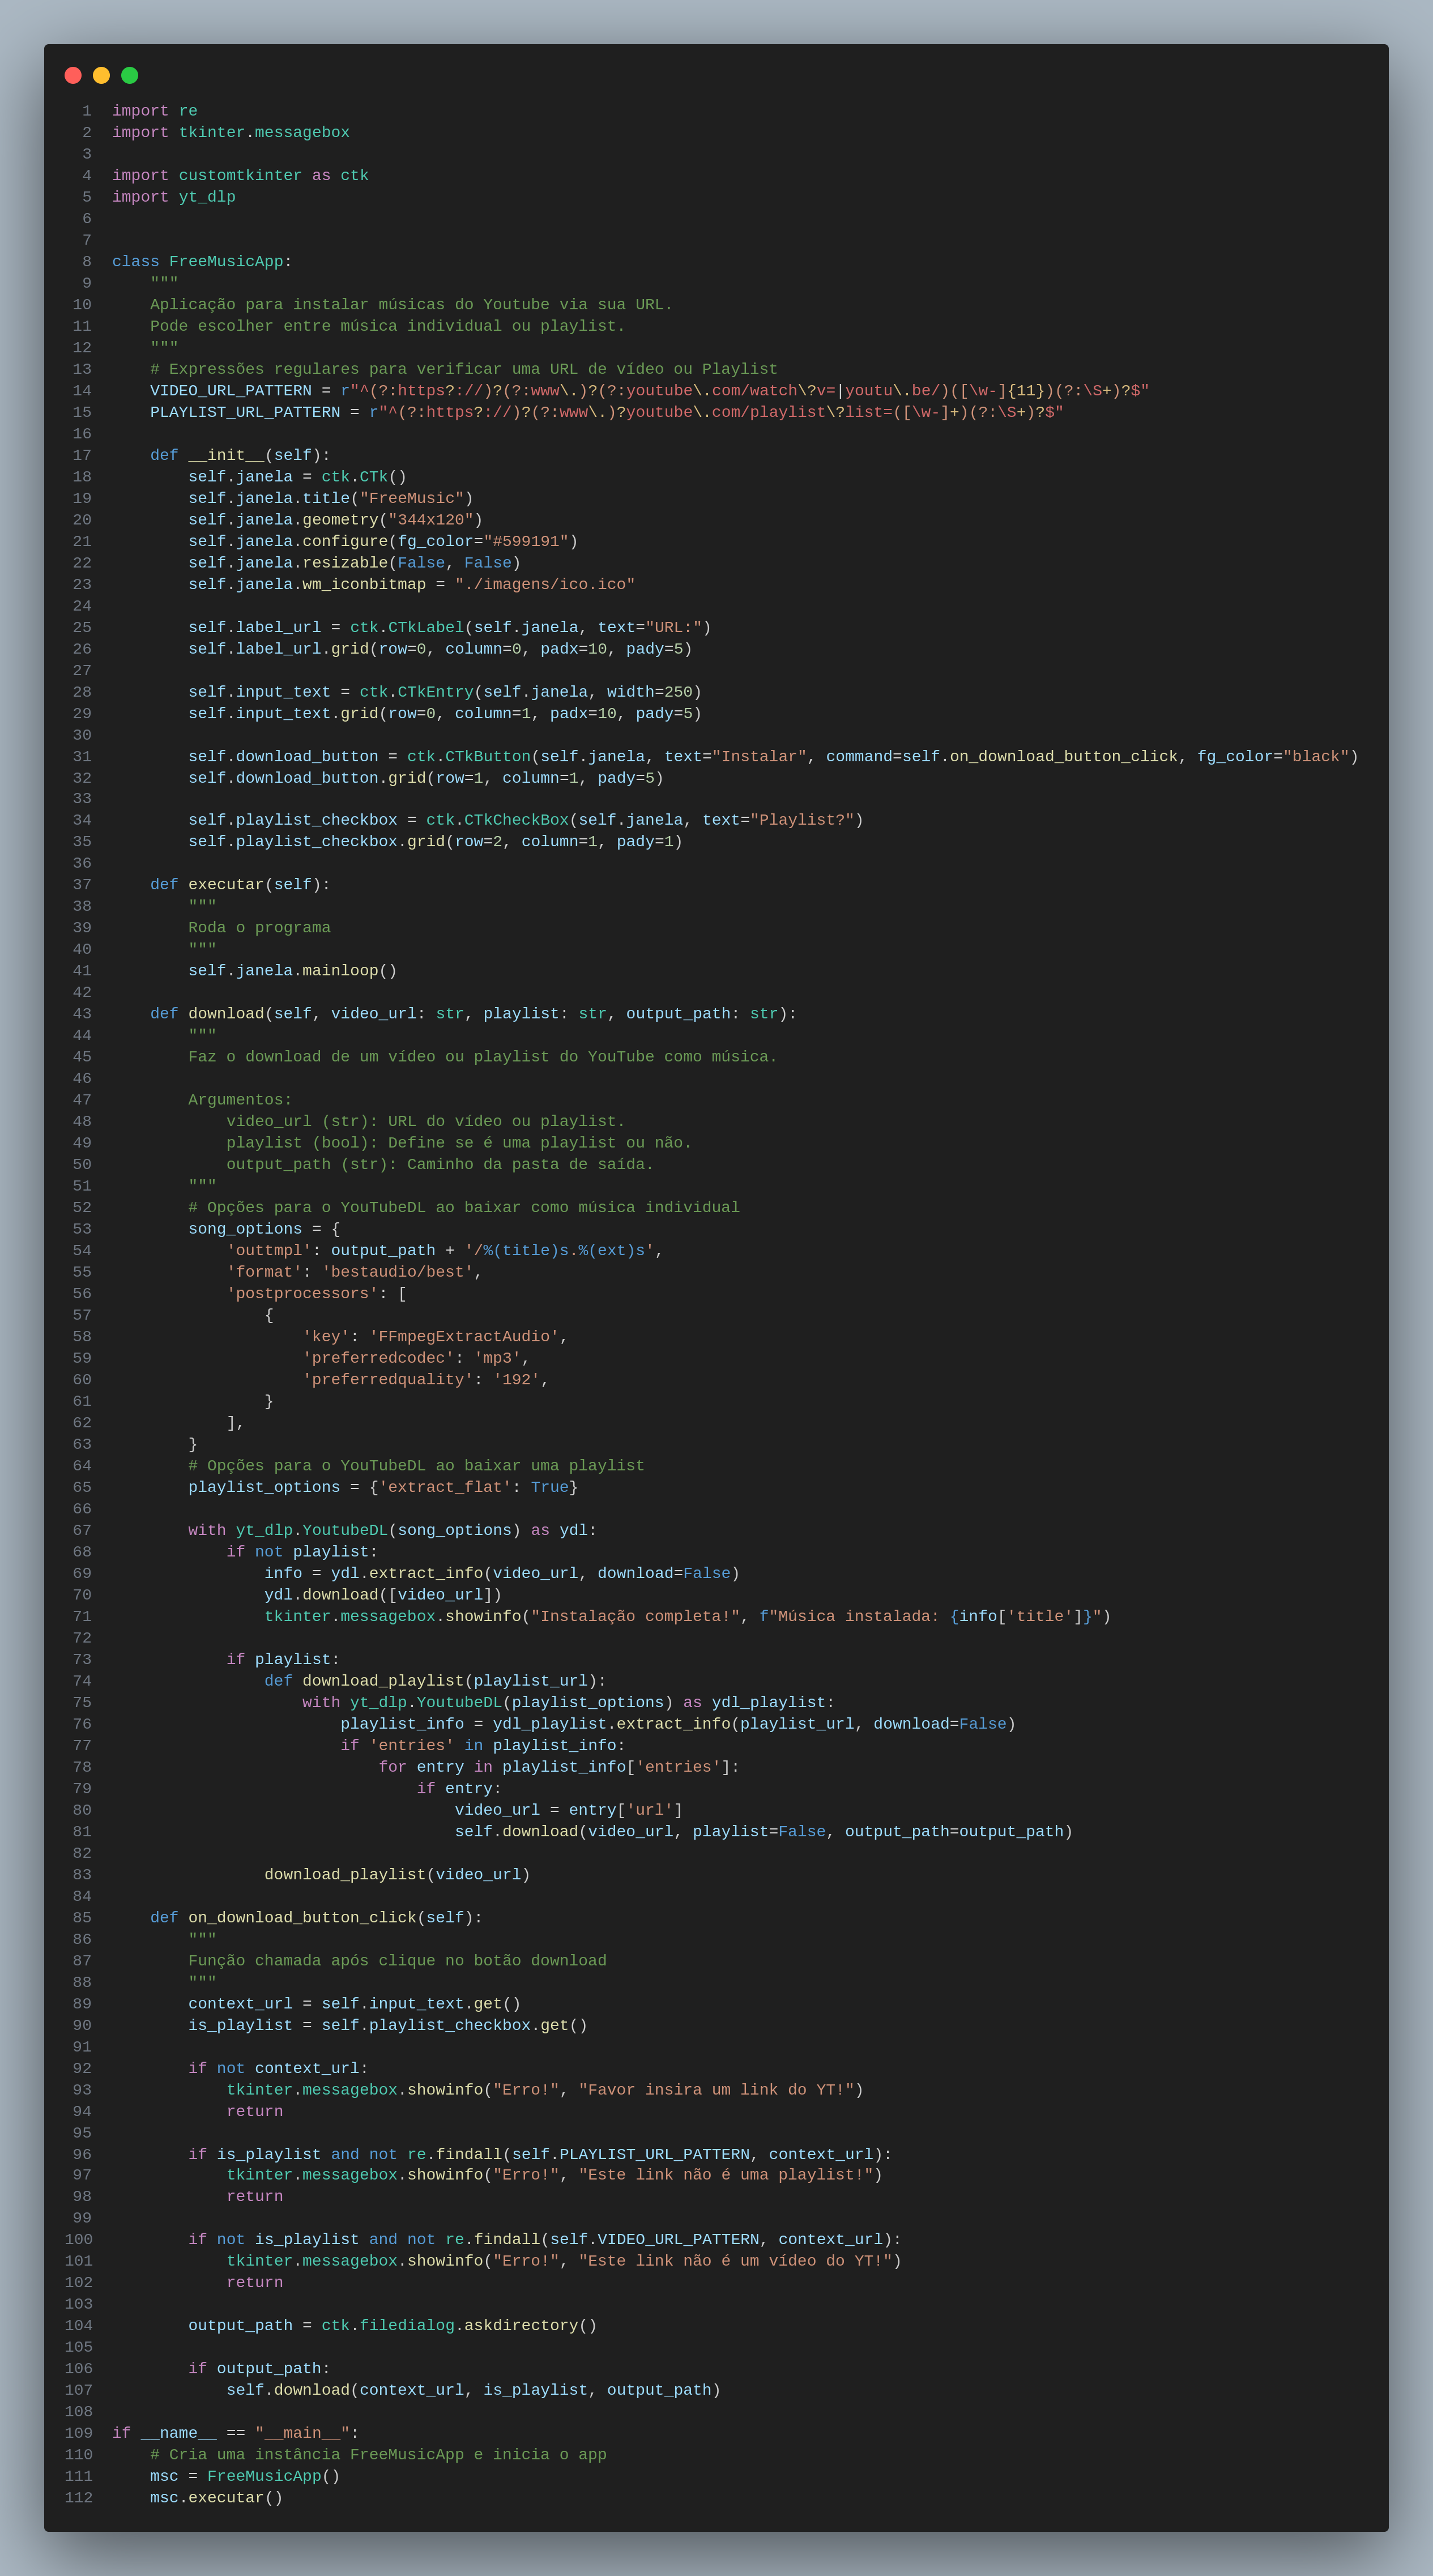 1 import re
2 import tkinter.messagebox
3
4 import customtkinter as ctk
5 import yt_dlp
6
7
8 class FreeMusicApp:
9     """
10     Aplicação para instalar músicas do Youtube via sua URL.
11     Pode escolher entre música individual ou playlist.
12     """
13     # Expressões regulares para verificar uma URL de vídeo ou Playlist
14     VIDEO_URL_PATTERN = r"^(?:https?://)?(?:www\.)?(?:youtube\.com/watch\?v=|youtu\.be/)([\w-]{11})(?:\S+)?$"
15     PLAYLIST_URL_PATTERN = r"^(?:https?://)?(?:www\.)?youtube\.com/playlist\?list=([\w-]+)(?:\S+)?$"
16
17     def __init__(self):
18         self.janela = ctk.CTk()
19         self.janela.title("FreeMusic")
20         self.janela.geometry("344x120")
21         self.janela.configure(fg_color="#599191")
22         self.janela.resizable(False, False)
23         self.janela.wm_iconbitmap = "./imagens/ico.ico"
24
25         self.label_url = ctk.CTkLabel(self.janela, text="URL:")
26         self.label_url.grid(row=0, column=0, padx=10, pady=5)
27
28         self.input_text = ctk.CTkEntry(self.janela, width=250)
29         self.input_text.grid(row=0, column=1, padx=10, pady=5)
30
31         self.download_button = ctk.CTkButton(self.janela, text="Instalar", command=self.on_download_button_click, fg_color="black")
32         self.download_button.grid(row=1, column=1, pady=5)
33
34         self.playlist_checkbox = ctk.CTkCheckBox(self.janela, text="Playlist?")
35         self.playlist_checkbox.grid(row=2, column=1, pady=1)
36
37     def executar(self):
38         """
39         Roda o programa
40         """
41         self.janela.mainloop()
42
43     def download(self, video_url: str, playlist: str, output_path: str):
44         """
45         Faz o download de um vídeo ou playlist do YouTube como música.
46
47         Argumentos:
48             video_url (str): URL do vídeo ou playlist.
49             playlist (bool): Define se é uma playlist ou não.
50             output_path (str): Caminho da pasta de saída.
51         """
52         # Opções para o YouTubeDL ao baixar como música individual
53         song_options = {
54             'outtmpl': output_path + '/%(title)s.%(ext)s',
55             'format': 'bestaudio/best',
56             'postprocessors': [
57                 {
58                     'key': 'FFmpegExtractAudio',
59                     'preferredcodec': 'mp3',
60                     'preferredquality': '192',
61                 }
62             ],
63         }
64         # Opções para o YouTubeDL ao baixar uma playlist
65         playlist_options = {'extract_flat': True}
66
67         with yt_dlp.YoutubeDL(song_options) as ydl:
68             if not playlist:
69                 info = ydl.extract_info(video_url, download=False)
70                 ydl.download([video_url])
71                 tkinter.messagebox.showinfo("Instalação completa!", f"Música instalada: {info['title']}")
72
73             if playlist:
74                 def download_playlist(playlist_url):
75                     with yt_dlp.YoutubeDL(playlist_options) as ydl_playlist:
76                         playlist_info = ydl_playlist.extract_info(playlist_url, download=False)
77                         if 'entries' in playlist_info:
78                             for entry in playlist_info['entries']:
79                                 if entry:
80                                     video_url = entry['url']
81                                     self.download(video_url, playlist=False, output_path=output_path)
82
83                 download_playlist(video_url)
84
85     def on_download_button_click(self):
86         """
87         Função chamada após clique no botão download
88         """
89         context_url = self.input_text.get()
90         is_playlist = self.playlist_checkbox.get()
91
92         if not context_url:
93             tkinter.messagebox.showinfo("Erro!", "Favor insira um link do YT!")
94             return
95
96         if is_playlist and not re.findall(self.PLAYLIST_URL_PATTERN, context_url):
97             tkinter.messagebox.showinfo("Erro!", "Este link não é uma playlist!")
98             return
99
100         if not is_playlist and not re.findall(self.VIDEO_URL_PATTERN, context_url):
101             tkinter.messagebox.showinfo("Erro!", "Este link não é um vídeo do YT!")
102             return
103
104         output_path = ctk.filedialog.askdirectory()
105
106         if output_path:
107             self.download(context_url, is_playlist, output_path)
108
109 if __name__ == "__main__":
110     # Cria uma instância FreeMusicApp e inicia o app
111     msc = FreeMusicApp()
112     msc.executar()